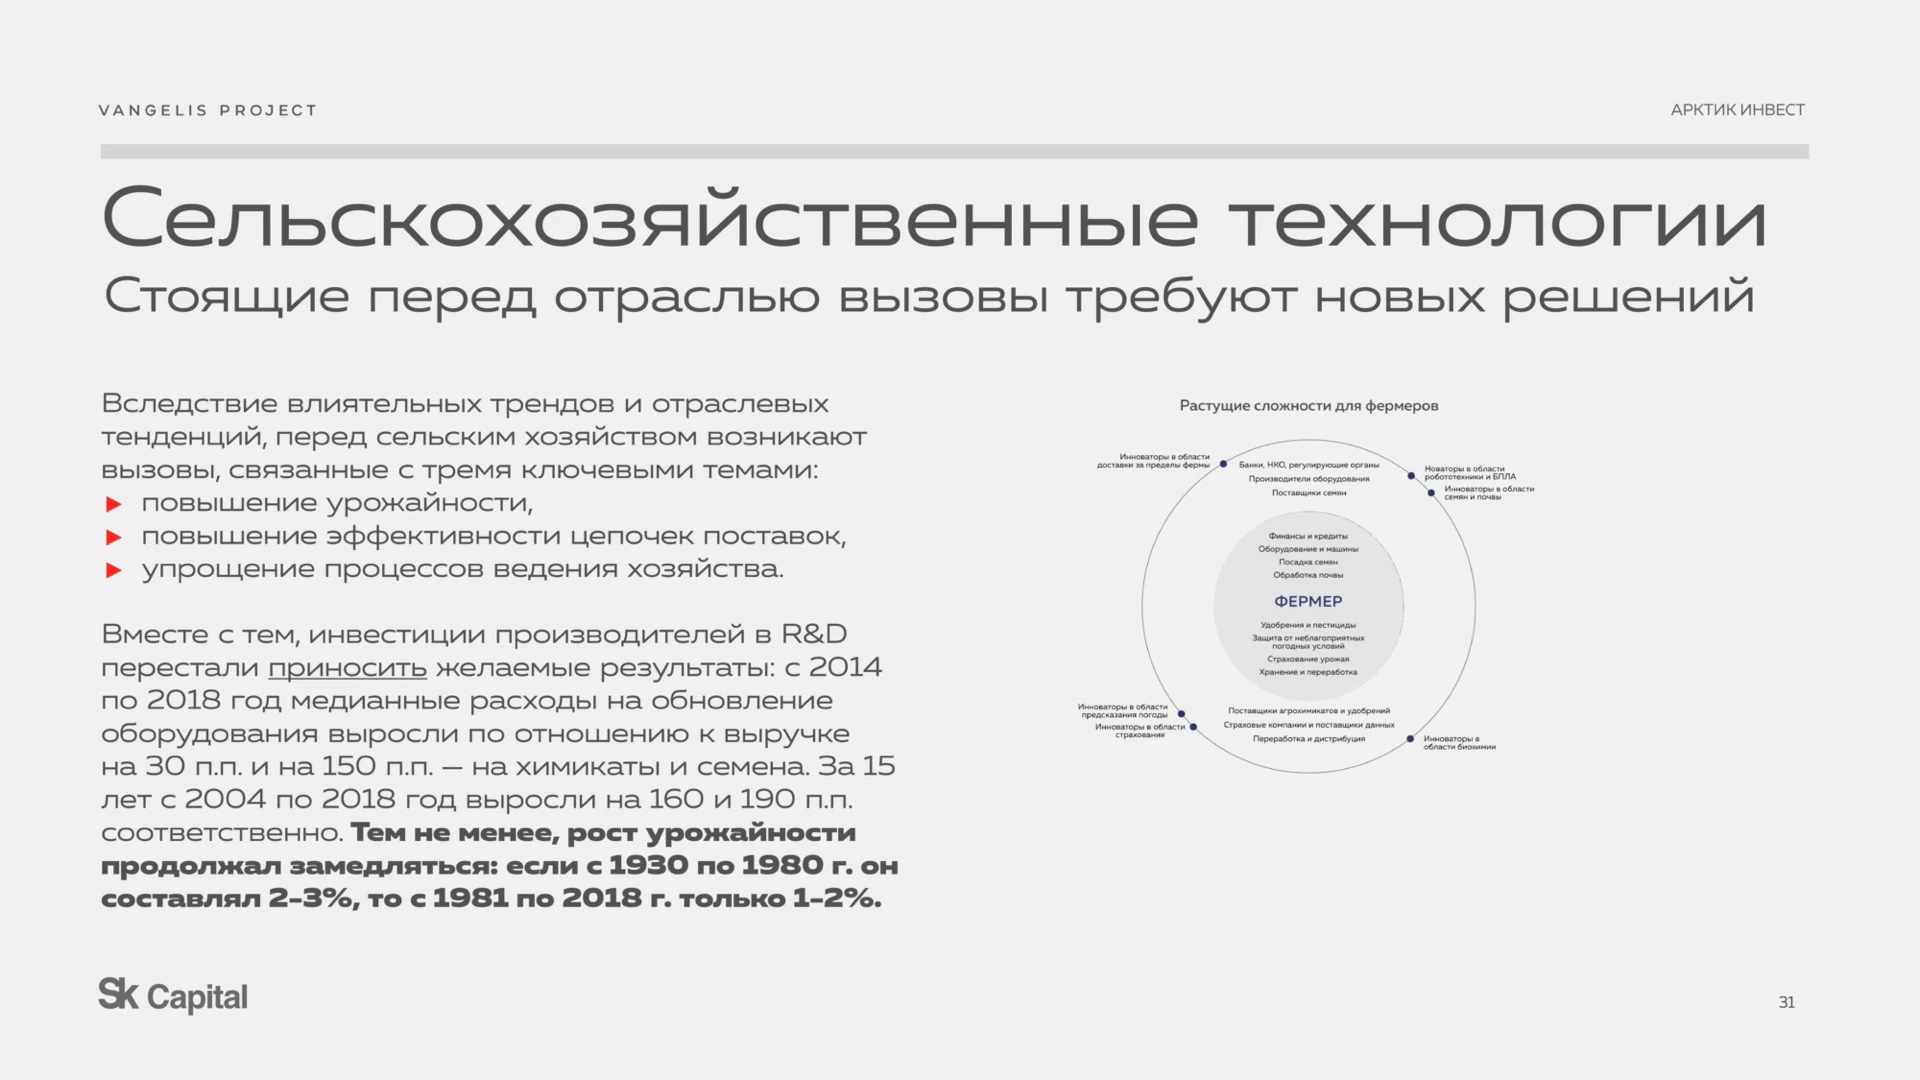 VANGELIS PROJECT
АРКТИК ИНВЕСТ
Сельскохозяйственные технологии
Стоящие перед отраслью вызовы требуют новых решений
Вследствие влиятельных трендов и отраслевых
тенденций, перед сельским хозяйством возникают
вызовы, связанные с тремя ключевыми темами:
повышение урожайности,
повышение эффективности цепочек поставок,
упрощение процессов ведения хозяйства.
Вместе с тем, инвестиции производителей в R&D
перестали приносить желаемые результаты: с 2014
по 2018 год медианные расходы на обновление
оборудования выросли по отношению к выручке
на 30 п.п. и на 150 п.п. — на химикаты и семена. За 15
лет с 2004 по 2018 год выросли на 160 и 190 п.п.
соответственно. Тем не менее, рост урожайности
продолжал замедляться: если с 1930 по 1980 г. он
составлял 2-3%, то с 1981 по 2018 г. только 1-2%.
Растущие сложности для фермеров
Инноваторы в области
доставки за пределы фермы
Банки, НКО, регулирующие органы
Производители оборудования
Поставщики семян
Новаторы в области
робототехники и БПЛА
Инноваторы в области
семян и почвы
Финансы и кредиты
Оборудование и машины
Посадка семян
Обработка почвы
ФЕРМЕР
Удобрения и пестициды
Защита от неблагоприятных
погодных условий
Страхование урожая
Хранение и переработка
Инноваторы в области
предсказания погоды
Инноваторы в области
страхования
Поставщики агрохимикатов и удобрений
Страховые компании и поставщики данных
Переработка и дистрибуция
Инноваторы в
области биохимии
Sk Capital
31